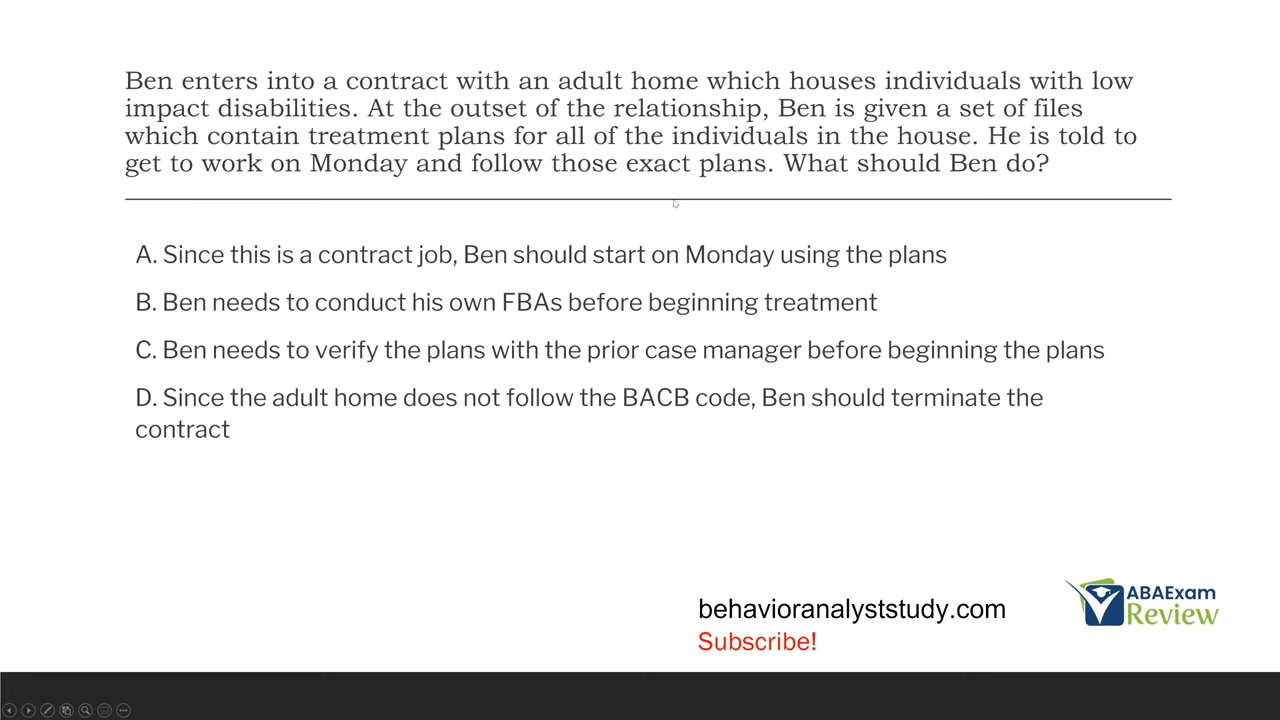 Ben enters into a contract with an adult home which houses individuals with low
impact disabilities. At the outset of the relationship, Ben is given a set of files
which contain treatment plans for all of the individuals in the house. He is told to
get to work on Monday and follow those exact plans. What should Ben do?
A. Since this is a contract job, Ben should start on Monday using the plans
B. Ben needs to conduct his own FBAs before beginning treatment
C. Ben needs to verify the plans with the prior case manager before beginning the plans
D. Since the adult home does not follow the BACB code, Ben should terminate the
contract
behavioranalyststudy.com
Subscribe!
ABAExam
Review